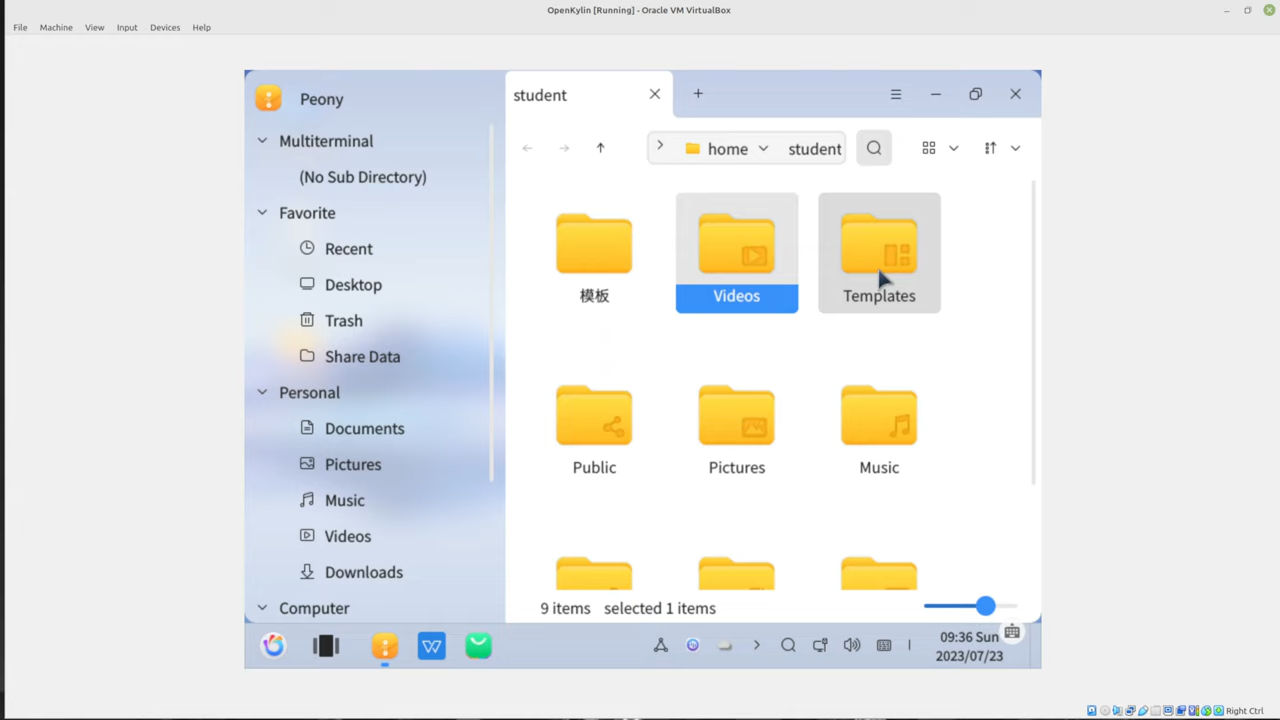 OpenKylin [Running] - Oracle VM VirtualBox
File Machine View Input Devices Help
Peony
student
Multiterminal
(No Sub Directory)
home student
Favorite
Recent
Desktop
Trash
Share Data
Personal
Documents
Pictures
Music
Videos
Downloads
Computer
模板 Videos Templates
Public Pictures Music
9 items selected 1 items
09:36 Sun
2023/07/23
Right Ctrl